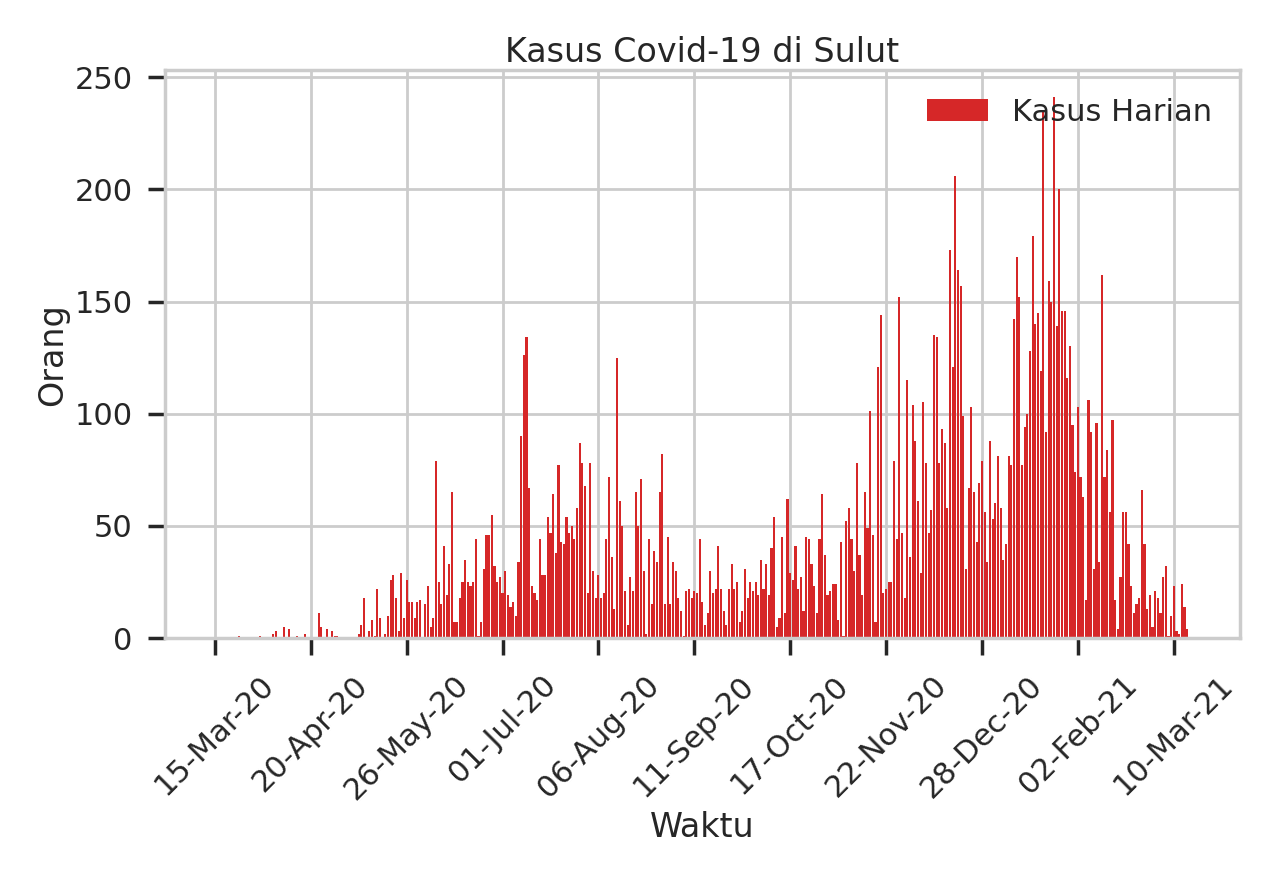 Kasus Covid-19 di Sulut
Kasus Harian
Orang
250
200
150
100
50
0
15-Mar-20
20-Apr-20
26-May-20
01-Jul-20
06-Aug-20
11-Sep-20
17-Oct-20
22-Nov-20
28-Dec-20
02-Feb-21
10-Mar-21
Waktu